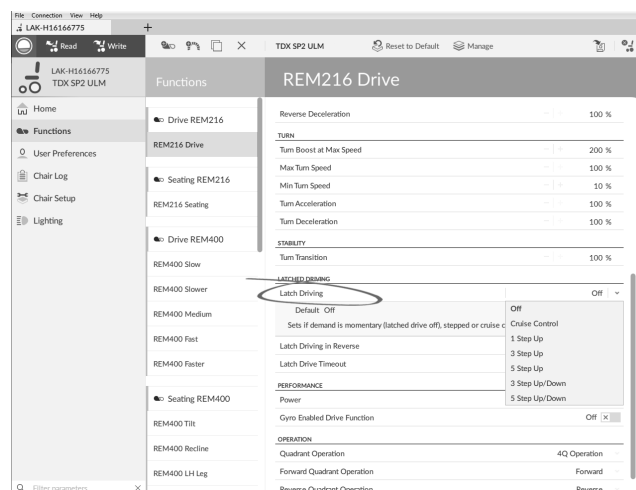 File Connection View Help
LAK-H16166775 +
Read Write TDX SP2 ULM Reset to Default Manage
LAK-H16166775
TDX SP2 ULM
Home
Functions
User Preferences
Chair Log
Chair Setup
Lighting
Filter parameters
Functions
Drive REM216
REM216 Drive
Seating REM216
REM216 Seating
Drive REM400
REM400 Slow
REM400 Slower
REM400 Medium
REM400 Fast
REM400 Faster
Seating REM400
REM400 Tilt
REM400 Recline
REM400 LH Leg
REM216 Drive
Reverse Deceleration - + 100 %
TURN
Turn Boost at Max Speed - + 200 %
Max Turn Speed - + 100 %
Min Turn Speed - + 10 %
Turn Acceleration - + 100 %
Turn Deceleration - + 100 %
STABILITY
Turn Transition - + 100 %
LATCHED DRIVING
Latch Driving Off
Default Off
Sets if demand is momentary (latched drive off), stepped or cruise c
Off
Cruise Control
1 Step Up
3 Step Up
5 Step Up
3 Step Up/Down
5 Step Up/Down
Latch Driving in Reverse
Latch Drive Timeout
PERFORMANCE
Power
Gyro Enabled Drive Function Off
OPERATION
Quadrant Operation 4Q Operation
Forward Quadrant Operation Forward
Reverse Quadrant Operation Reverse